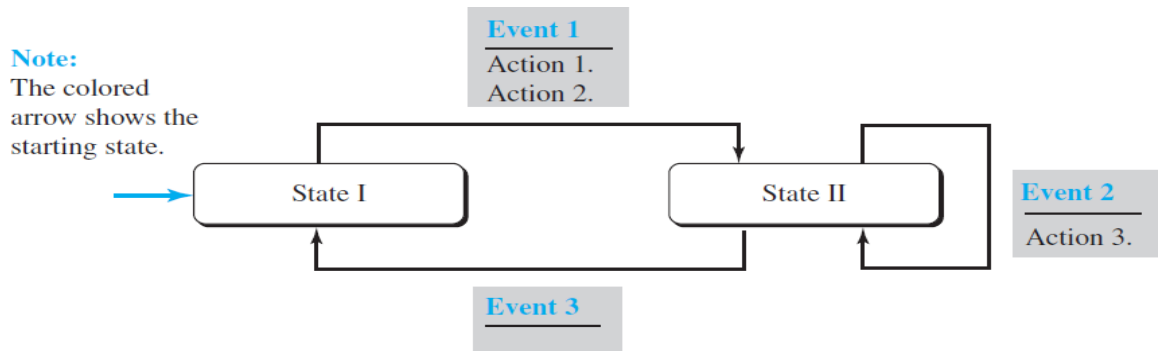 Event 1
Action 1.
Action 2.
Note:
The colored
arrow shows the
starting state.
State I
State II
Event 2
Action 3.
Event 3